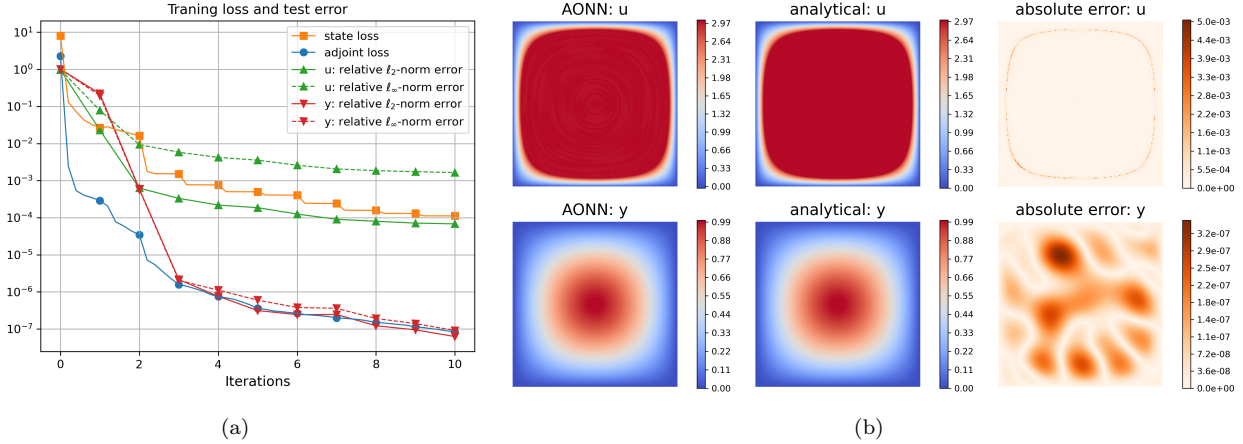 Traning loss and test error
10^1
10^0
10^-1
10^-2
10^-3
10^-4
10^-5
10^-6
10^-7
0 2 4 6 8 10
Iterations
state loss
adjoint loss
u: relative ℓ2-norm error
u: relative ℓ∞-norm error
y: relative ℓ2-norm error
y: relative ℓ∞-norm error
(a)
AONN: u
2.97
2.64
2.31
1.98
1.65
1.32
0.99
0.66
0.33
0.00
analytical: u
2.97
2.64
2.31
1.98
1.65
1.32
0.99
0.66
0.33
0.00
absolute error: u
5.0e-03
4.4e-03
3.9e-03
3.3e-03
2.8e-03
2.2e-03
1.7e-03
1.1e-03
5.5e-04
0.0e+00
AONN: y
0.99
0.88
0.77
0.66
0.55
0.44
0.33
0.22
0.11
0.00
analytical: y
0.99
0.88
0.77
0.66
0.55
0.44
0.33
0.22
0.11
0.00
absolute error: y
3.2e-07
2.9e-07
2.5e-07
2.2e-07
1.8e-07
1.4e-07
1.1e-07
7.2e-08
3.6e-08
0.0e+00
(b)